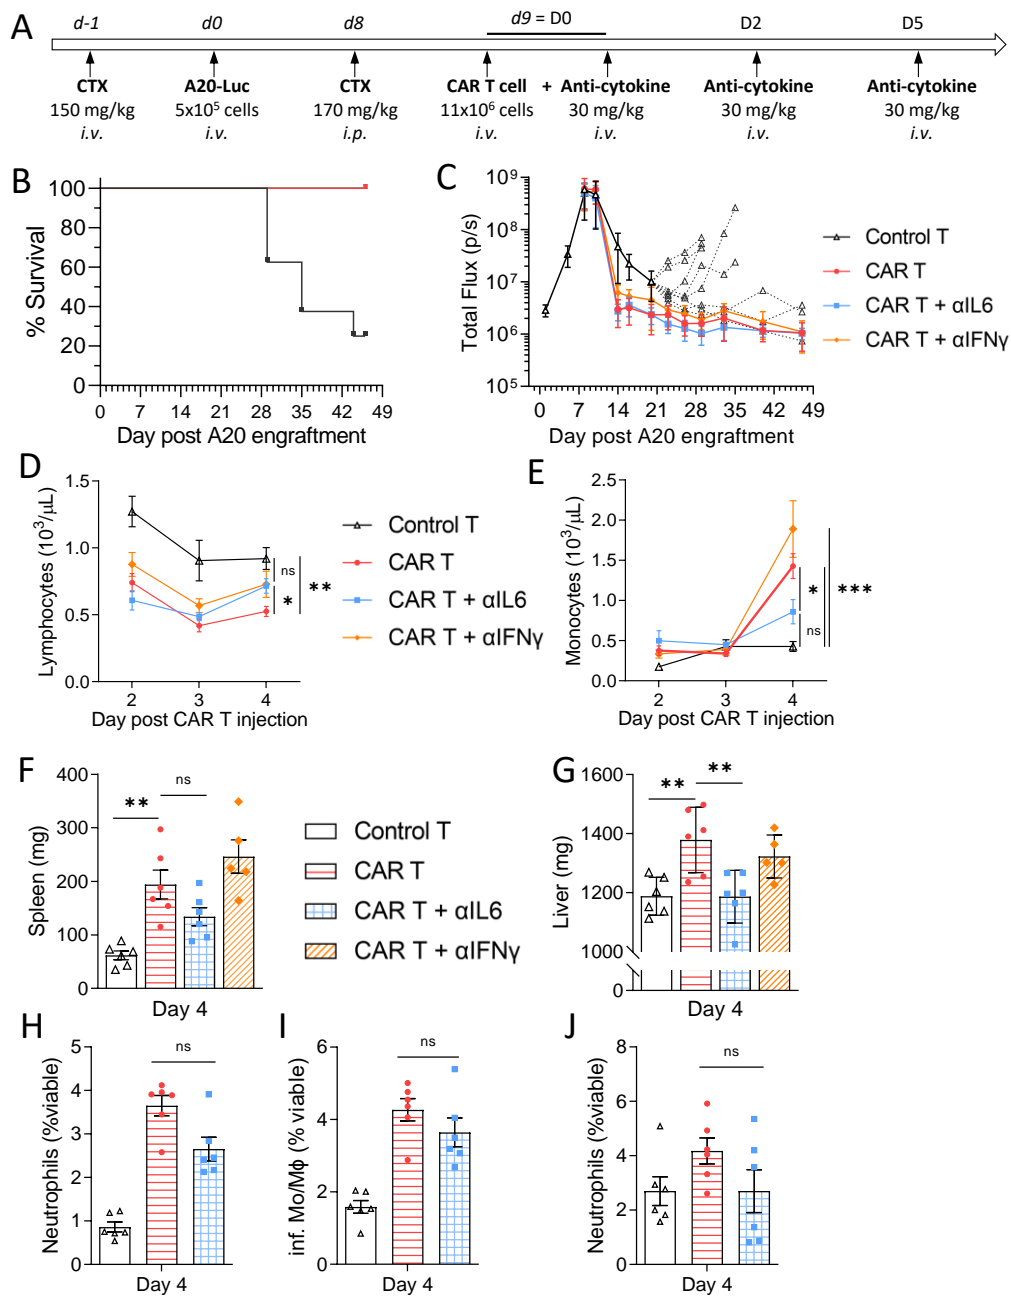 A
d-1 d0 d8 d9 = D0 D2 D5
CTX A20-Luc CTX CAR T cell + Anti-cytokine Anti-cytokine Anti-cytokine
150 mg/kg 5x10⁵ cells 170 mg/kg 11x10⁶ cells 30 mg/kg 30 mg/kg 30 mg/kg
i.v. i.v. i.p. i.v. i.v. i.v. i.v.
B
% Survival
100
80
60
40
20
0
0 7 14 21 28 35 42 49
Day post A20 engraftment
C
Total Flux (p/s)
10⁹
10⁸
10⁷
10⁶
10⁵
0 7 14 21 28 35 42 49
Day post A20 engraftment
Control T
CAR T
CAR T + αIL6
CAR T + αIFNγ
D
Lymphocytes (10³/μL)
1.5
1.0
0.5
0.0
2 3 4
Day post CAR T injection
ns
*
**
Control T
CAR T
CAR T + αIL6
CAR T + αIFNγ
E
Monocytes (10³/μL)
2.5
2.0
1.5
1.0
0.5
0.0
2 3 4
Day post CAR T injection
*
ns
***
F
Spleen (mg)
400
300
200
100
0
** ns
Day 4
Control T
CAR T
CAR T + αIL6
CAR T + αIFNγ
G
Liver (mg)
1600
1400
1200
1000
0
** **
Day 4
H
Neutrophils (%viable)
5
4
3
2
1
0
ns
Day 4
I
inf. Mo/Mϕ (% viable)
6
4
2
0
ns
Day 4
J
Neutrophils (%viable)
8
6
4
2
0
ns
Day 4